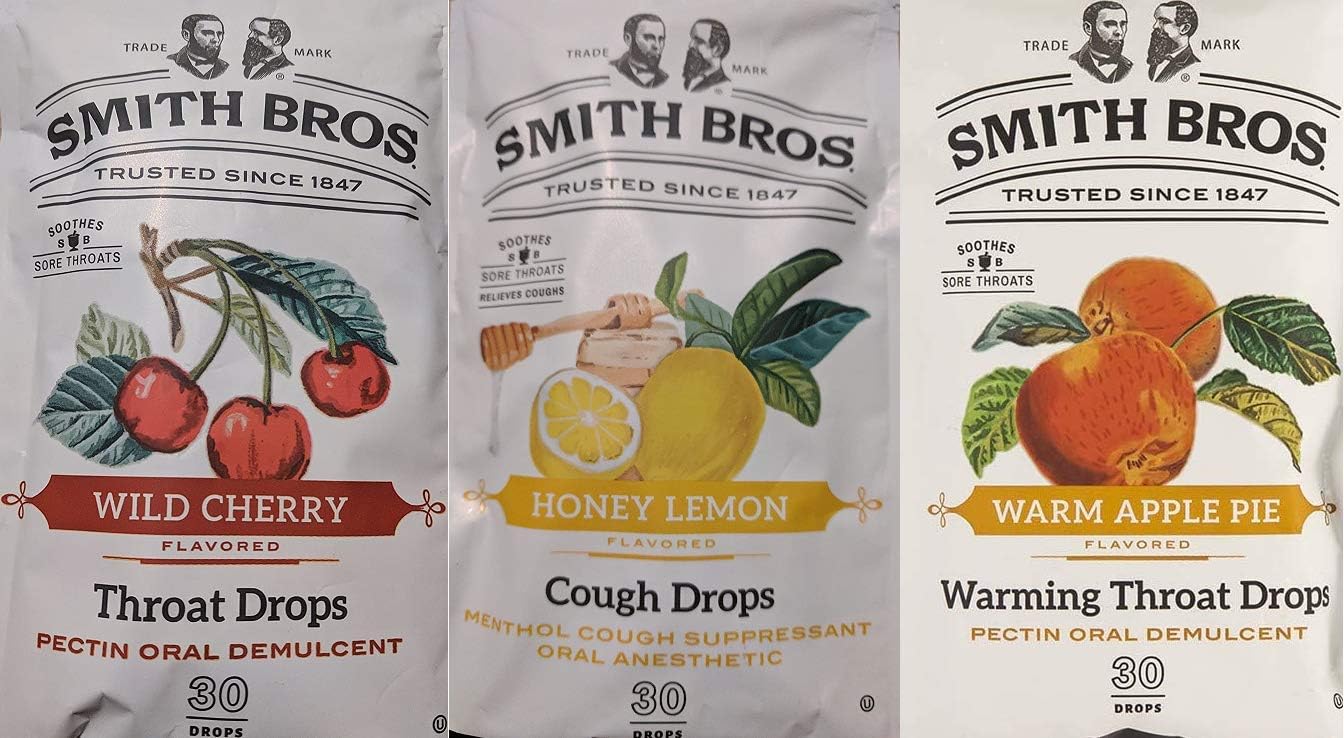 TRADE MARK
®
SMITH BROS.
TRUSTED SINCE 1847
SOOTHES
S B
SORE THROATS
WILD CHERRY
FLAVORED
Throat Drops
PECTIN ORAL DEMULCENT
30
DROPS
U
TRADE MARK
®
SMITH BROS.
TRUSTED SINCE 1847
SOOTHES
S B
SORE THROATS
RELIEVES COUGHS
HONEY LEMON
FLAVORED
Cough Drops
MENTHOL COUGH SUPPRESSANT
ORAL ANESTHETIC
30
DROPS
U
TRADE MARK
®
SMITH BROS.
TRUSTED SINCE 1847
SOOTHES
S B
SORE THROATS
WARM APPLE PIE
FLAVORED
Warming Throat Drops
PECTIN ORAL DEMULCENT
30
DROPS
U